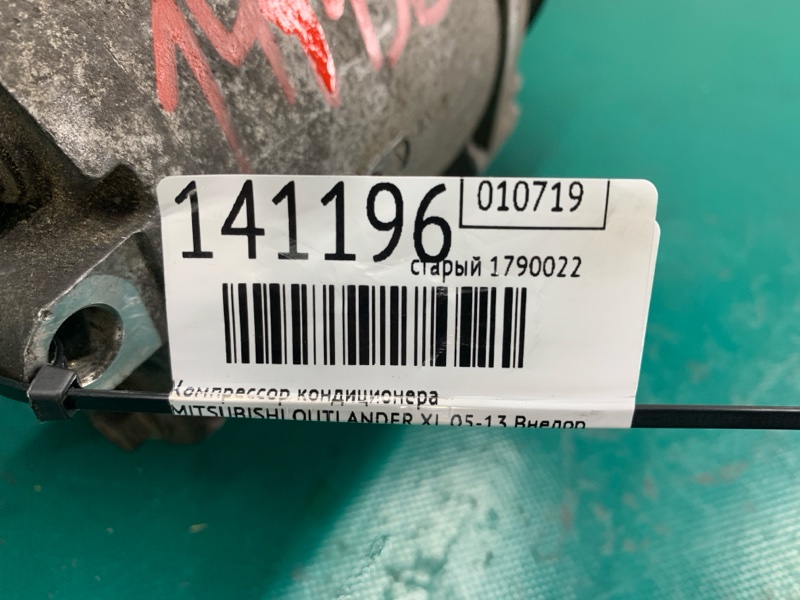 141196
010719
старый 1790022
Компрессор кондиционера
MITSUBISHI OUTLANDER XL 05-13 Внедор